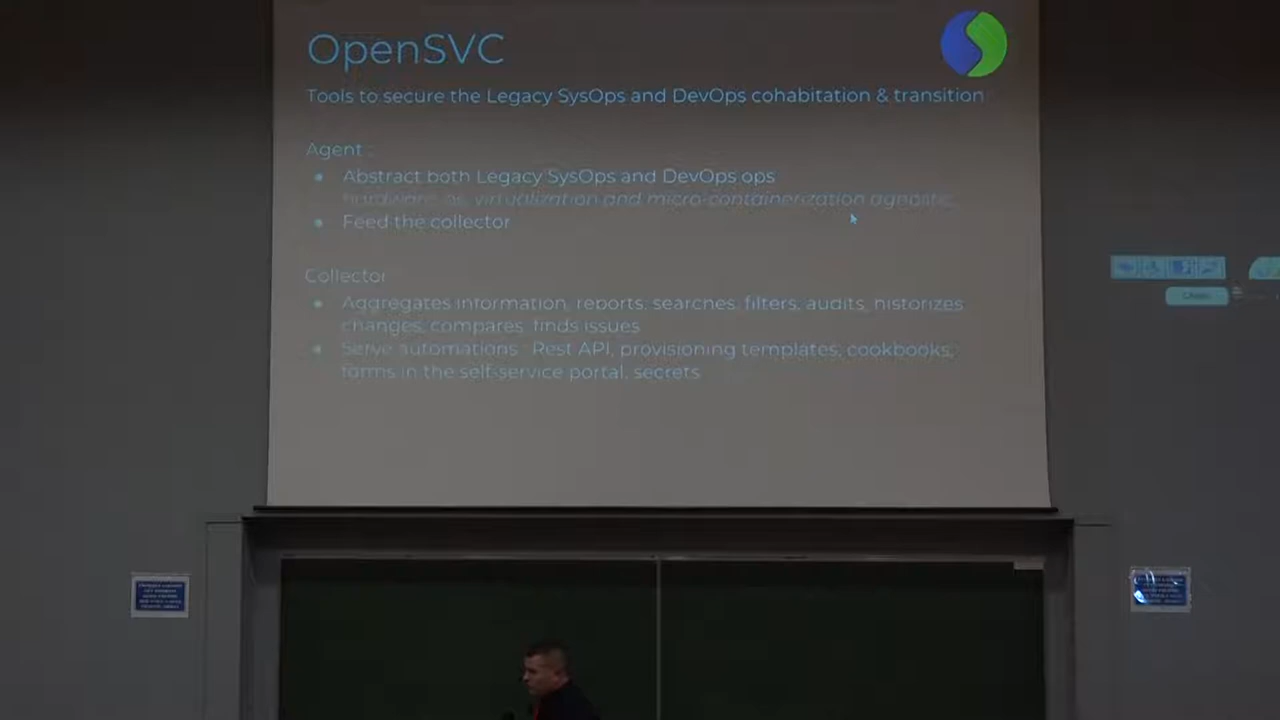 OpenSVC
Tools to secure the Legacy SysOps and DevOps cohabitation & transition
Agent :
• Abstract both Legacy SysOps and DevOps ops
hardware, os, virtualization and micro-containerization agnostic
• Feed the collector
Collector
• Aggregates information, reports, searches, filters, audits, historizes
changes, compares, finds issues
• Serve automations : Rest API, provisioning templates, cookbooks,
forms in the self-service portal, secrets